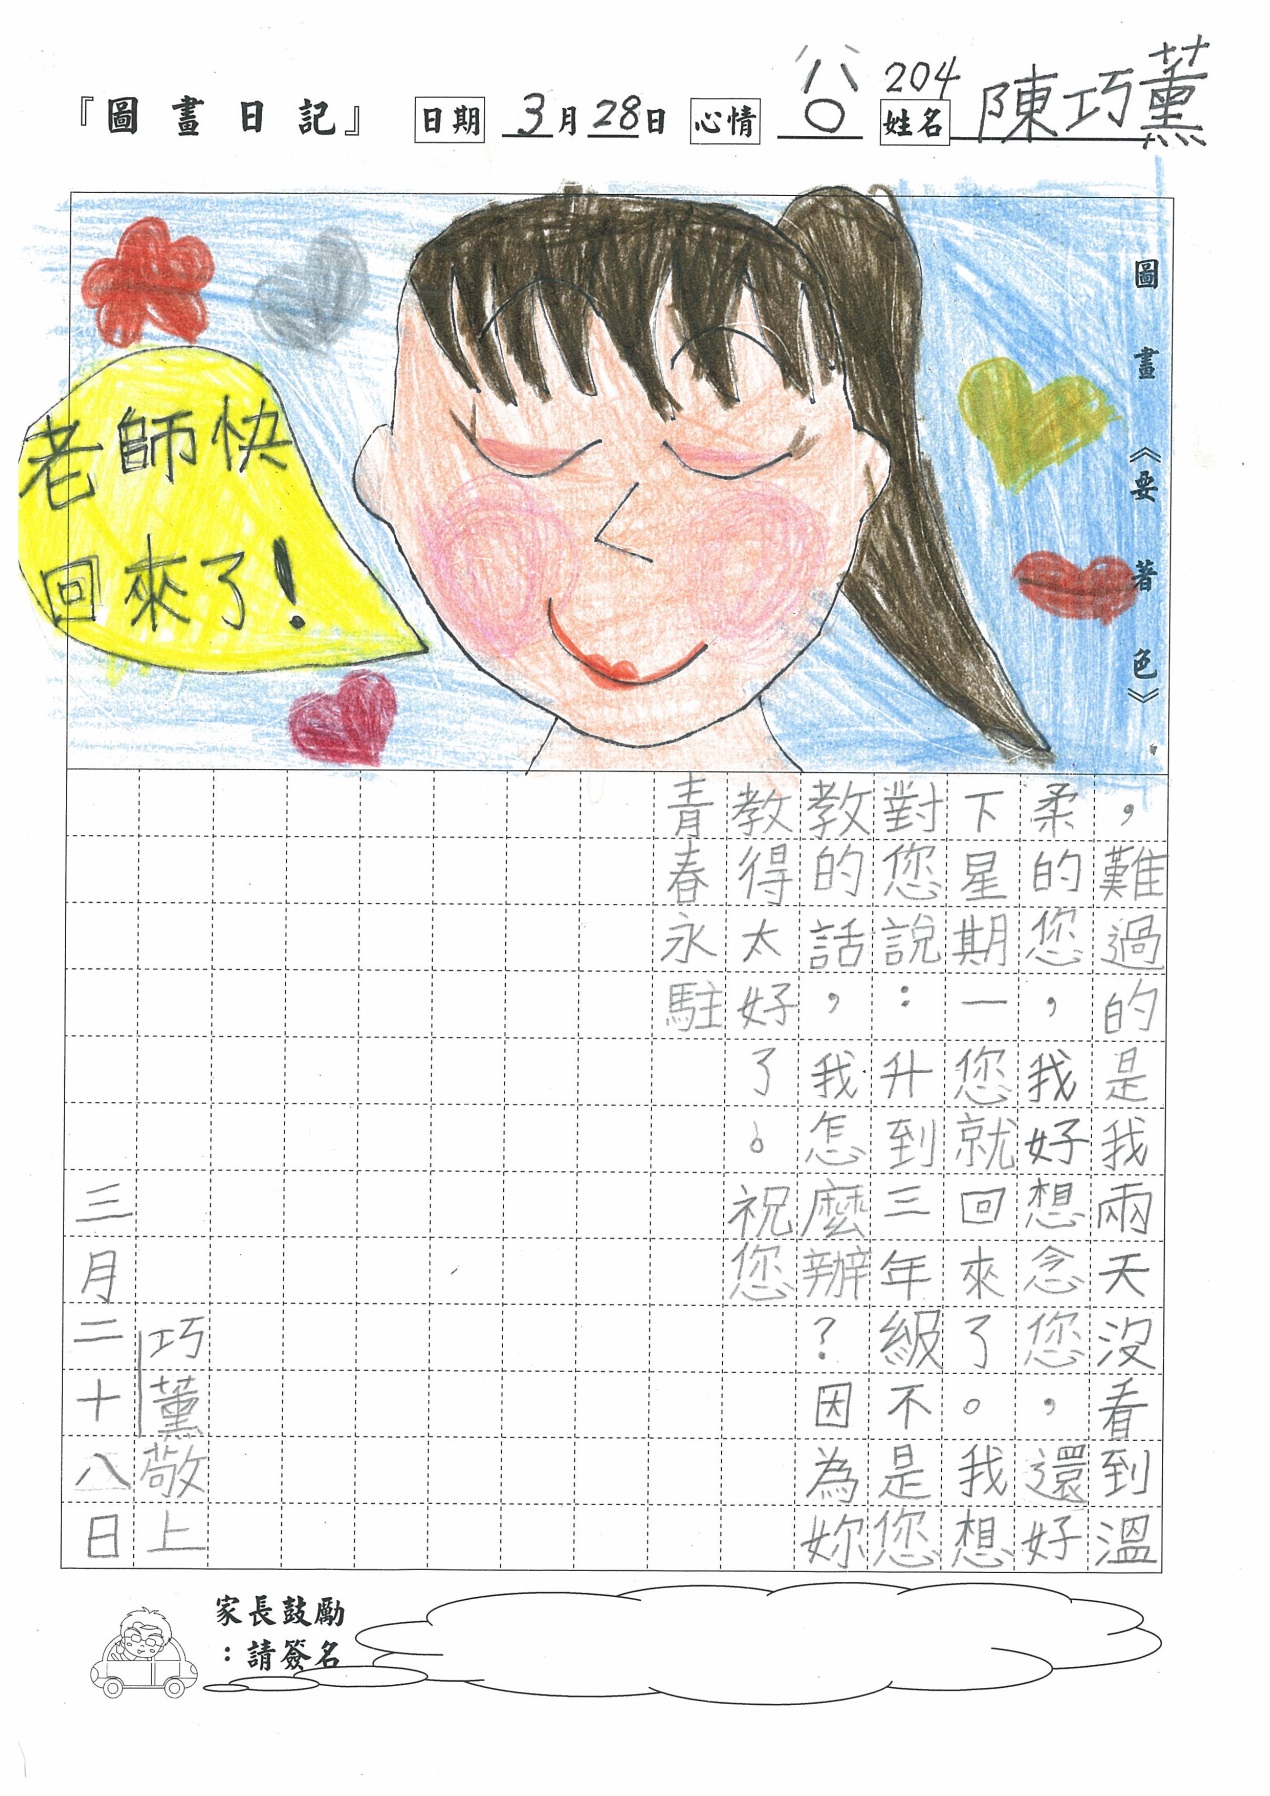 『圖畫日記』 日期 3月28日 心情 姓名 204 陳巧薰
圖畫《要著色》
老師快
回來了!
，難過的是我兩天沒看到溫
柔的您，我好想念您，還好
下星期一您就回來了。我想
對您說：升到三年級不是您
教的話，我怎麼辦？因為妳
教得太好了。祝您
青春永駐
巧薰敬上
三月二十八日
家長鼓勵
：請簽名